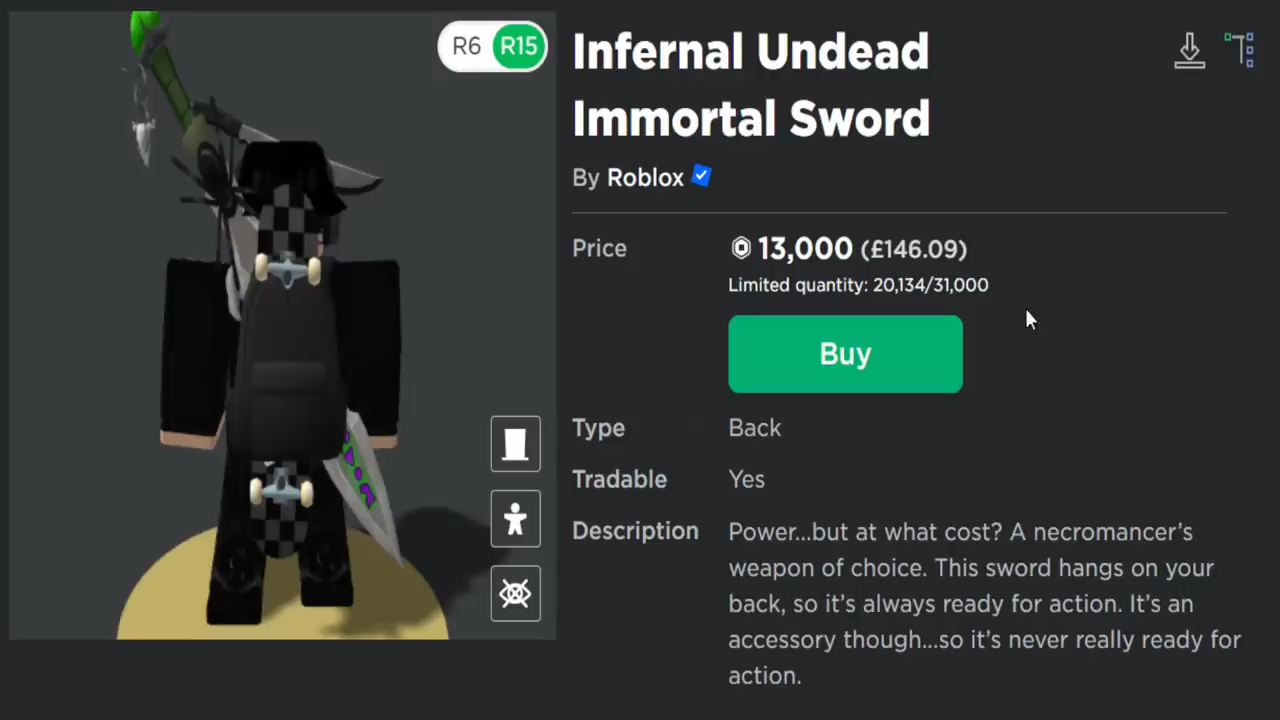 R6 R15
Infernal Undead
Immortal Sword
By Roblox
Price
13,000 (£146.09)
Limited quantity: 20,134/31,000
Buy
Type Back
Tradable Yes
Description Power...but at what cost? A necromancer’s
weapon of choice. This sword hangs on your
back, so it’s always ready for action. It’s an
accessory though...so it’s never really ready for
action.